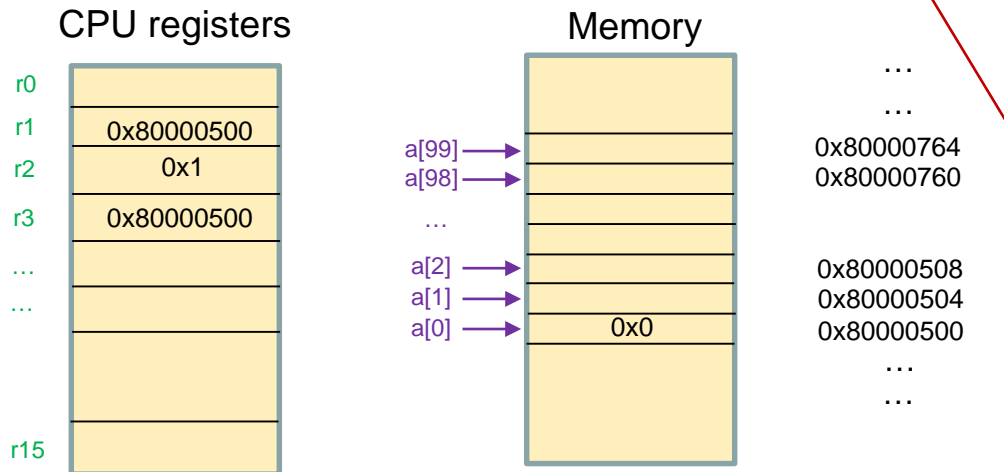 CPU registers
r0
r1
0x80000500
r2
0x1
r3
0x80000500
…
…
r15
Memory
a[99]
a[98]
…
a[2]
a[1]
a[0]
0x0
…
…
0x80000764
0x80000760
0x80000508
0x80000504
0x80000500
…
…